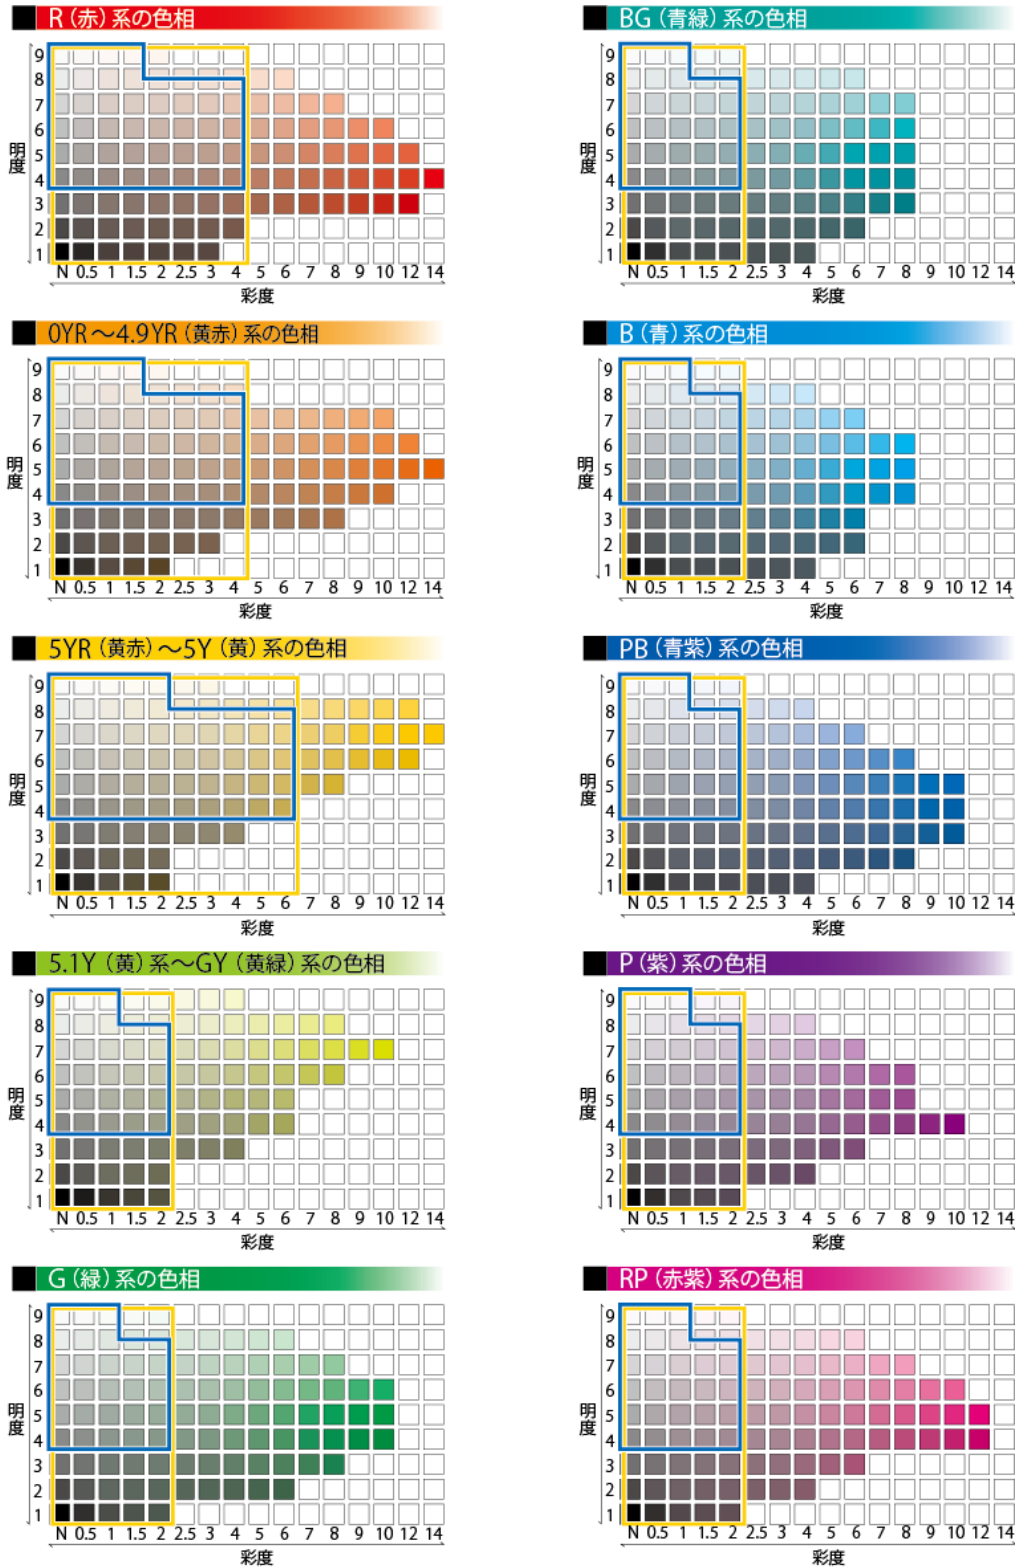 R（赤）系の色相
9
8
7
6
5
4
3
2
1
明度
N 0.5 1 1.5 2 2.5 3 4 5 6 7 8 9 10 12 14
彩度
BG（青緑）系の色相
9
8
7
6
5
4
3
2
1
明度
N 0.5 1 1.5 2 2.5 3 4 5 6 7 8 9 10 12 14
彩度
0YR～4.9YR（黄赤）系の色相
9
8
7
6
5
4
3
2
1
明度
N 0.5 1 1.5 2 2.5 3 4 5 6 7 8 9 10 12 14
彩度
B（青）系の色相
9
8
7
6
5
4
3
2
1
明度
N 0.5 1 1.5 2 2.5 3 4 5 6 7 8 9 10 12 14
彩度
5YR（黄赤）～5Y（黄）系の色相
9
8
7
6
5
4
3
2
1
明度
N 0.5 1 1.5 2 2.5 3 4 5 6 7 8 9 10 12 14
彩度
PB（青紫）系の色相
9
8
7
6
5
4
3
2
1
明度
N 0.5 1 1.5 2 2.5 3 4 5 6 7 8 9 10 12 14
彩度
5.1Y（黄）系～GY（黄緑）系の色相
9
8
7
6
5
4
3
2
1
明度
N 0.5 1 1.5 2 2.5 3 4 5 6 7 8 9 10 12 14
彩度
P（紫）系の色相
9
8
7
6
5
4
3
2
1
明度
N 0.5 1 1.5 2 2.5 3 4 5 6 7 8 9 10 12 14
彩度
G（緑）系の色相
9
8
7
6
5
4
3
2
1
明度
N 0.5 1 1.5 2 2.5 3 4 5 6 7 8 9 10 12 14
彩度
RP（赤紫）系の色相
9
8
7
6
5
4
3
2
1
明度
N 0.5 1 1.5 2 2.5 3 4 5 6 7 8 9 10 12 14
彩度